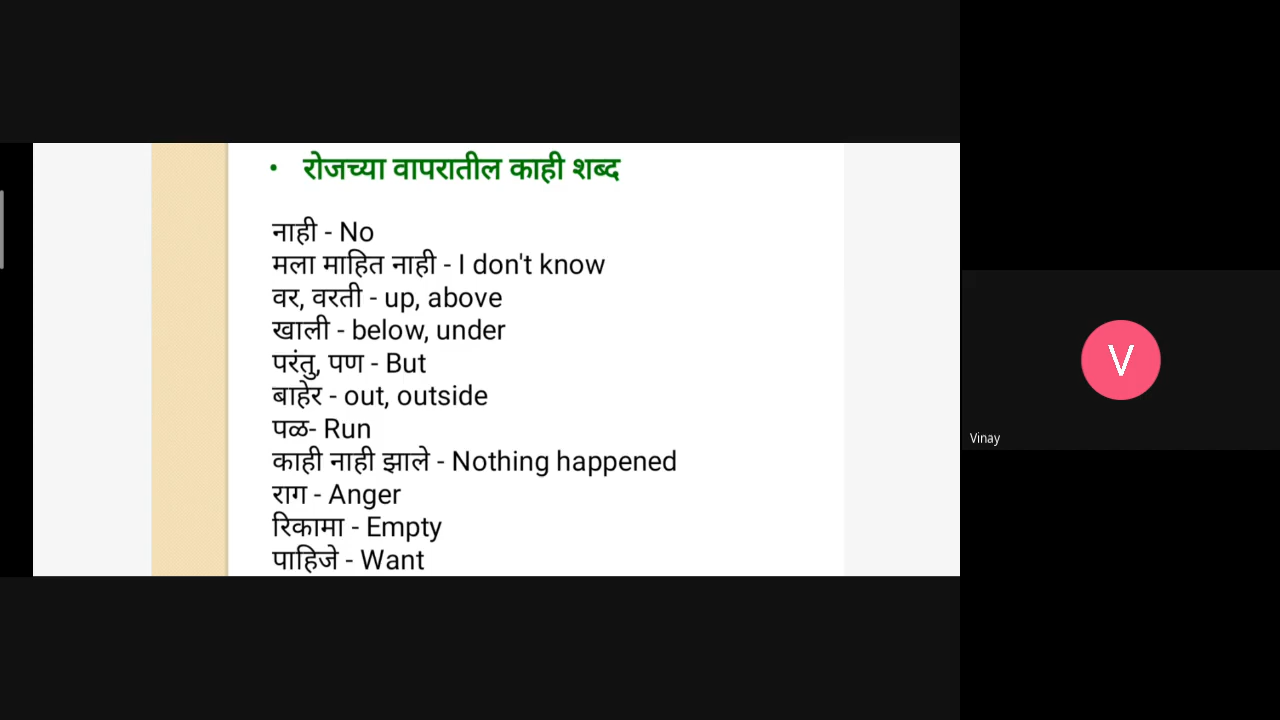 • रोजच्या वापरातील काही शब्द
नाही - No
मला माहित नाही - I don't know
वर, वरती - up, above
खाली - below, under
परंतु, पण - But
बाहेर - out, outside
पळ- Run
काही नाही झाले - Nothing happened
राग - Anger
रिकामा - Empty
पाहिजे - Want
V
Vinay